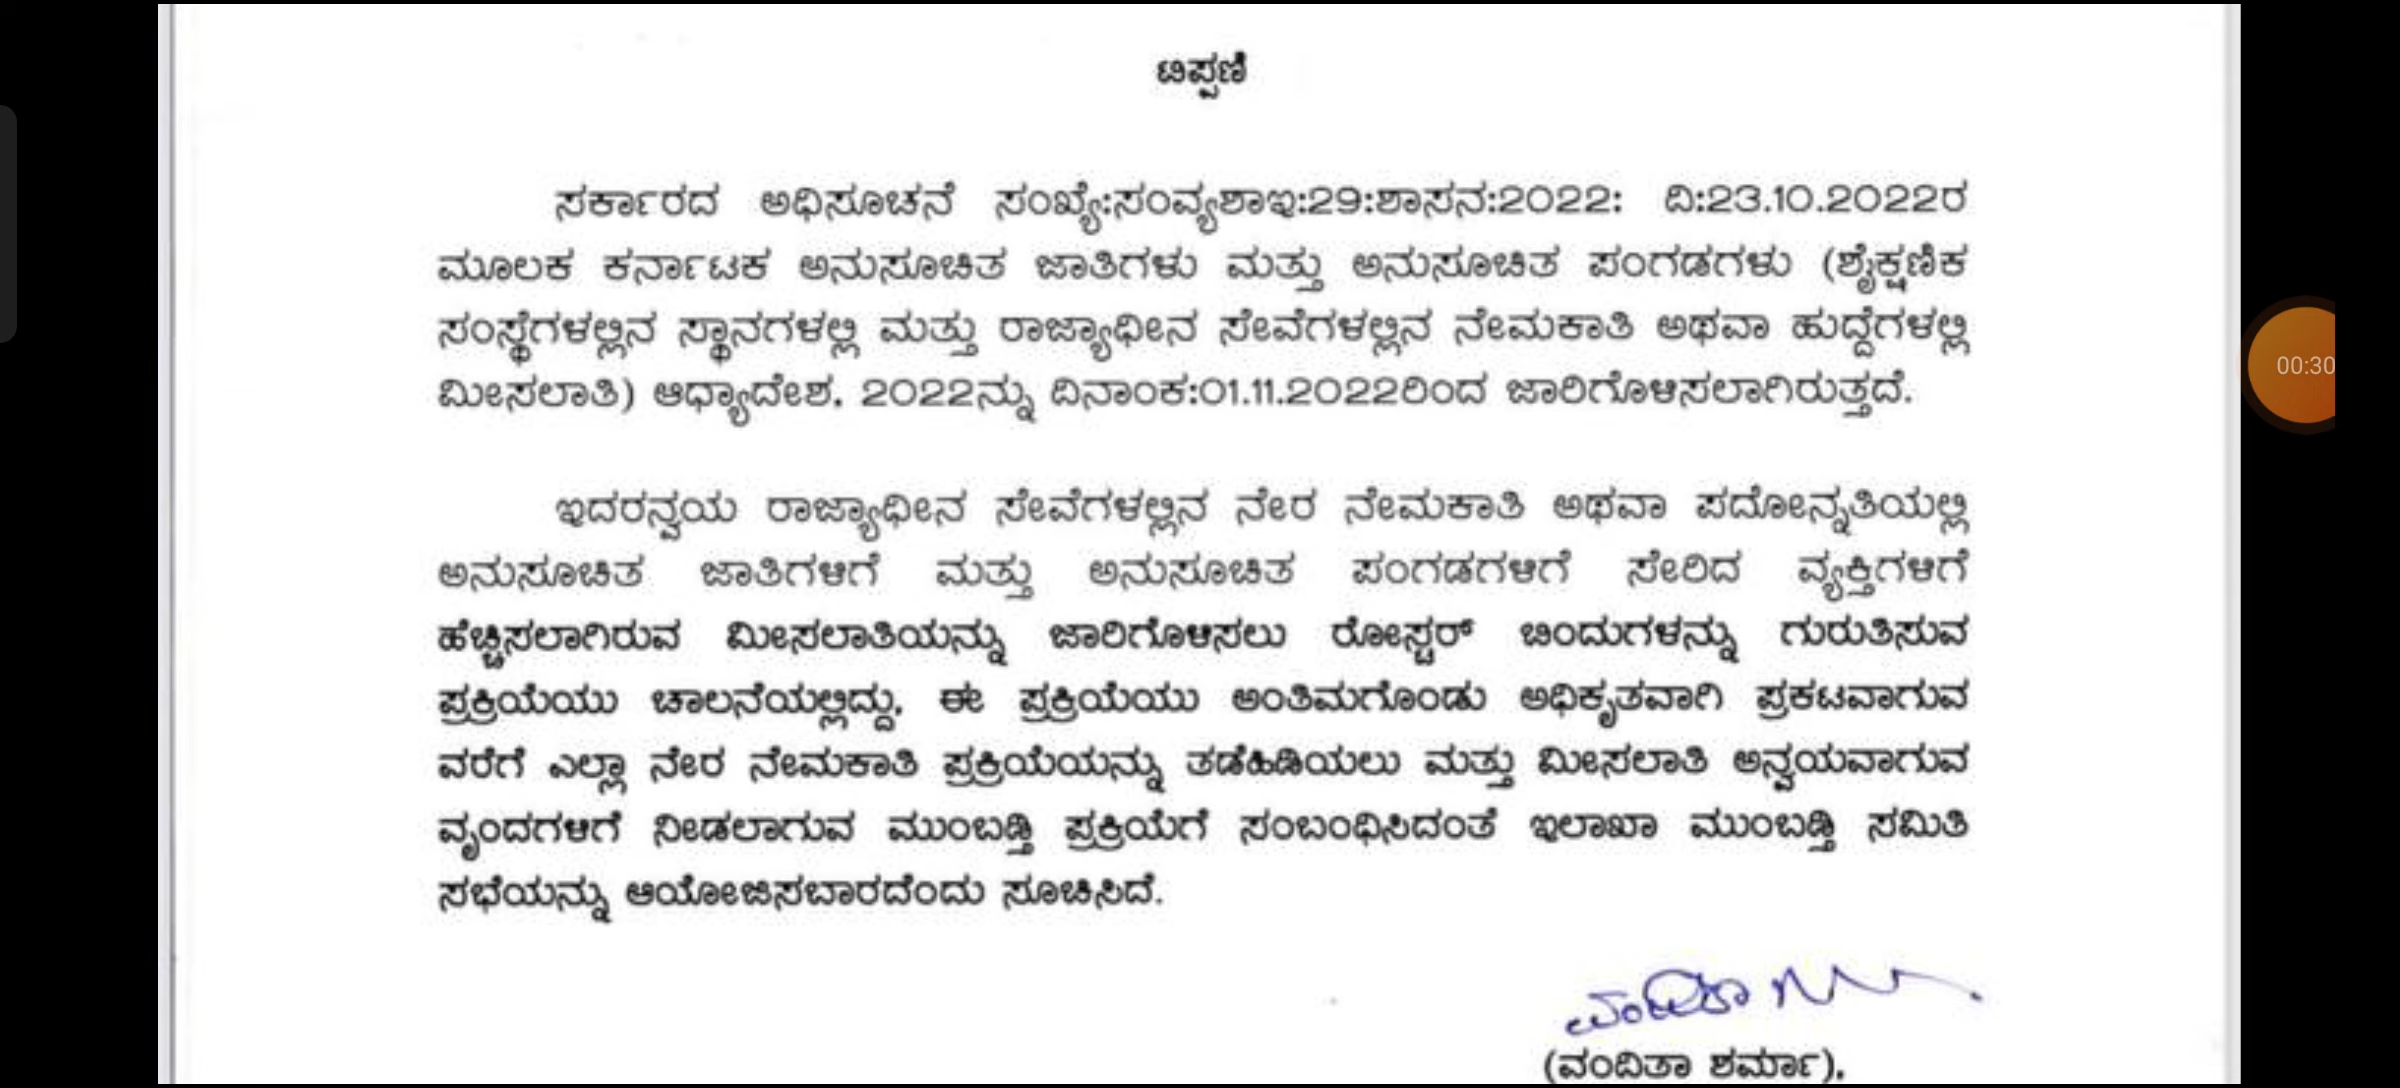 ಟಿಪ್ಪಣಿ
ಸರ್ಕಾರದ ಅಧಿಸೂಚನೆ ಸಂಖ್ಯೆ:ಸಂವ್ಯಶಾಇ:29:ಶಾಸನ:2022: ದಿ:23.10.2022ರ
ಮೂಲಕ ಕರ್ನಾಟಕ ಅನುಸೂಚಿತ ಜಾತಿಗಳು ಮತ್ತು ಅನುಸೂಚಿತ ಪಂಗಡಗಳು (ಶೈಕ್ಷಣಿಕ
ಸಂಸ್ಥೆಗಳಲ್ಲಿನ ಸ್ಥಾನಗಳಲ್ಲಿ ಮತ್ತು ರಾಜ್ಯಾಧೀನ ಸೇವೆಗಳಲ್ಲಿನ ನೇಮಕಾತಿ ಅಥವಾ ಹುದ್ದೆಗಳಲ್ಲಿ
ಮೀಸಲಾತಿ) ಆಧ್ಯಾದೇಶ, 2022ನ್ನು ದಿನಾಂಕ:01.11.2022ರಿಂದ ಜಾರಿಗೊಳಿಸಲಾಗಿರುತ್ತದೆ.
ಇದರನ್ವಯ ರಾಜ್ಯಾಧೀನ ಸೇವೆಗಳಲ್ಲಿನ ನೇರ ನೇಮಕಾತಿ ಅಥವಾ ಪದೋನ್ನತಿಯಲ್ಲಿ
ಅನುಸೂಚಿತ ಜಾತಿಗಳಿಗೆ ಮತ್ತು ಅನುಸೂಚಿತ ಪಂಗಡಗಳಿಗೆ ಸೇರಿದ ವ್ಯಕ್ತಿಗಳಿಗೆ
ಹೆಚ್ಚಿಸಲಾಗಿರುವ ಮೀಸಲಾತಿಯನ್ನು ಜಾರಿಗೊಳಿಸಲು ರೋಸ್ಟರ್ ಬಿಂದುಗಳನ್ನು ಗುರುತಿಸುವ
ಪ್ರಕ್ರಿಯೆಯು ಚಾಲನೆಯಲ್ಲಿದ್ದು, ಈ ಪ್ರಕ್ರಿಯೆಯು ಅಂತಿಮಗೊಂಡು ಅಧಿಕೃತವಾಗಿ ಪ್ರಕಟವಾಗುವ
ವರೆಗೆ ಎಲ್ಲಾ ನೇರ ನೇಮಕಾತಿ ಪ್ರಕ್ರಿಯೆಯನ್ನು ತಡೆಹಿಡಿಯಲು ಮತ್ತು ಮೀಸಲಾತಿ ಅನ್ವಯವಾಗುವ
ವೃಂದಗಳಿಗೆ ನೀಡಲಾಗುವ ಮುಂಬಡ್ತಿ ಪ್ರಕ್ರಿಯೆಗೆ ಸಂಬಂಧಿಸಿದಂತೆ ಇಲಾಖಾ ಮುಂಬಡ್ತಿ ಸಮಿತಿ
ಸಭೆಯನ್ನು ಆಯೋಜಿಸಬಾರದೆಂದು ಸೂಚಿಸಿದೆ.
(ವಂದಿತಾ ಶರ್ಮಾ),
00:30